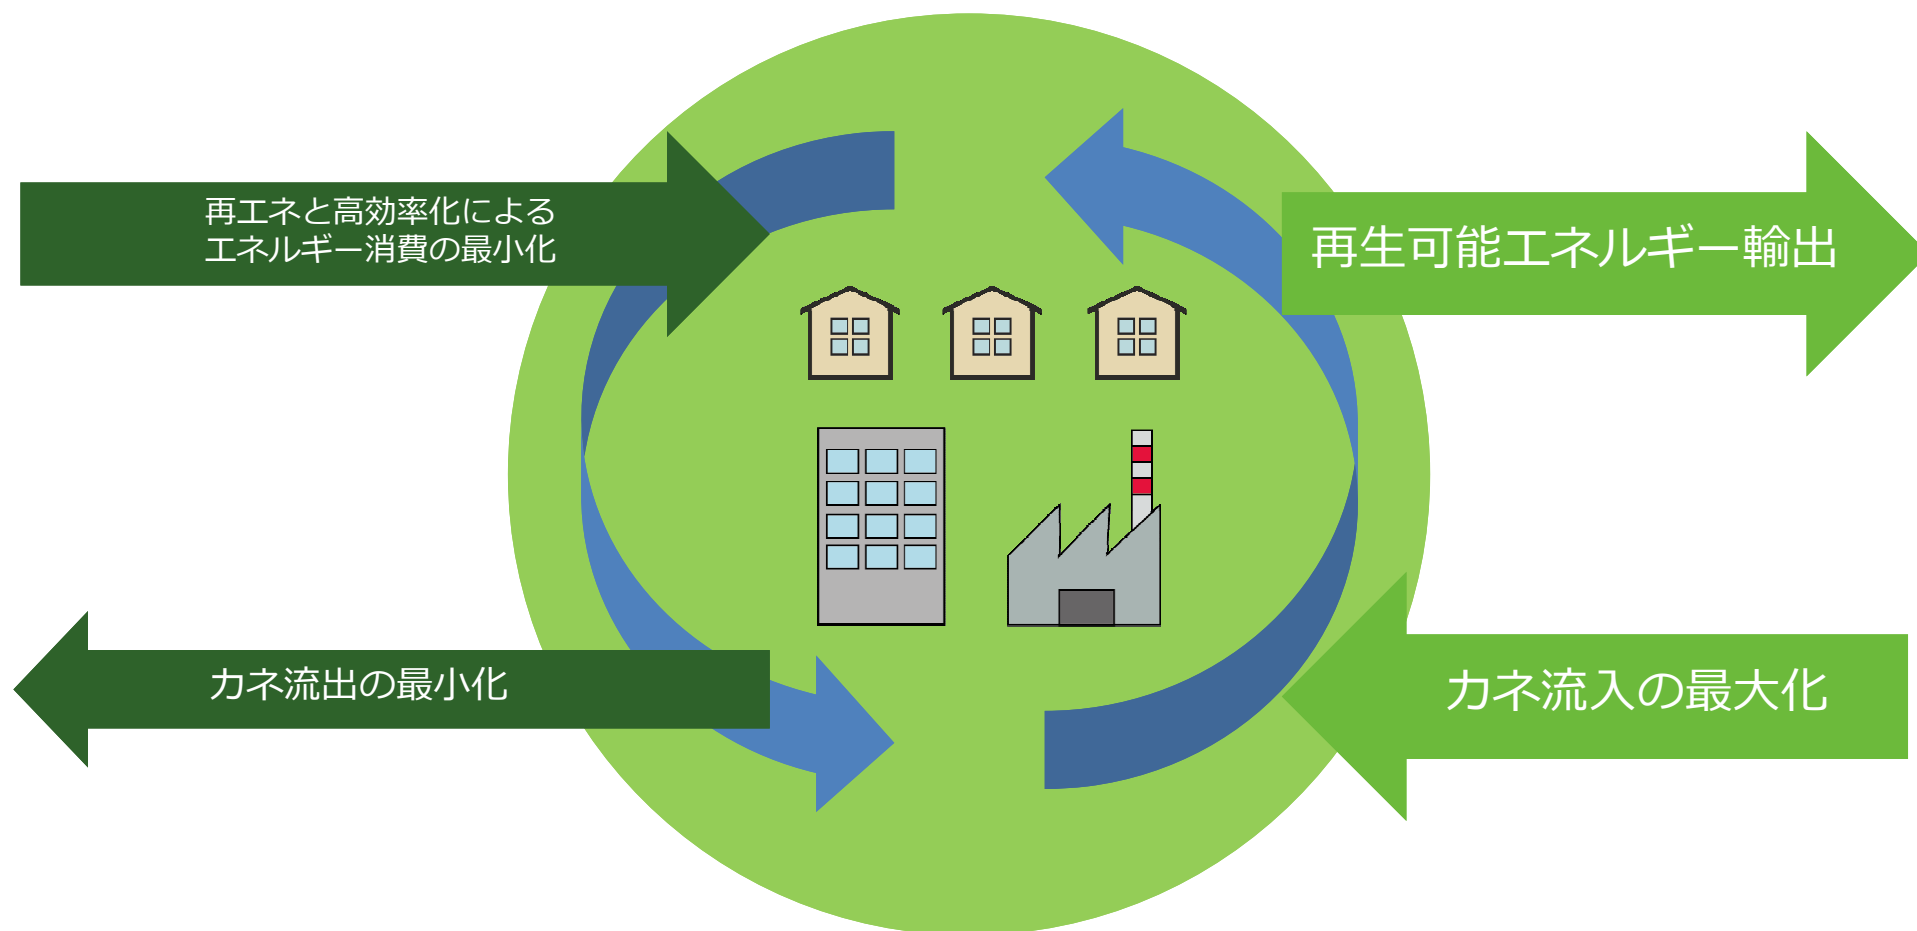 再エネと高効率化による
エネルギー消費の最小化
再生可能エネルギー輸出
カネ流出の最小化
カネ流入の最大化